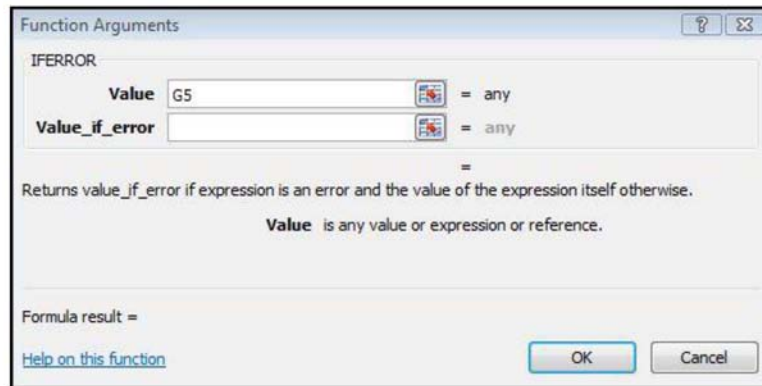 Function Arguments
IFERROR
Value G5 = any
Value_if_error = any
=
Returns value_if_error if expression is an error and the value of the expression itself otherwise.
Value is any value or expression or reference.
Formula result =
Help on this function OK Cancel